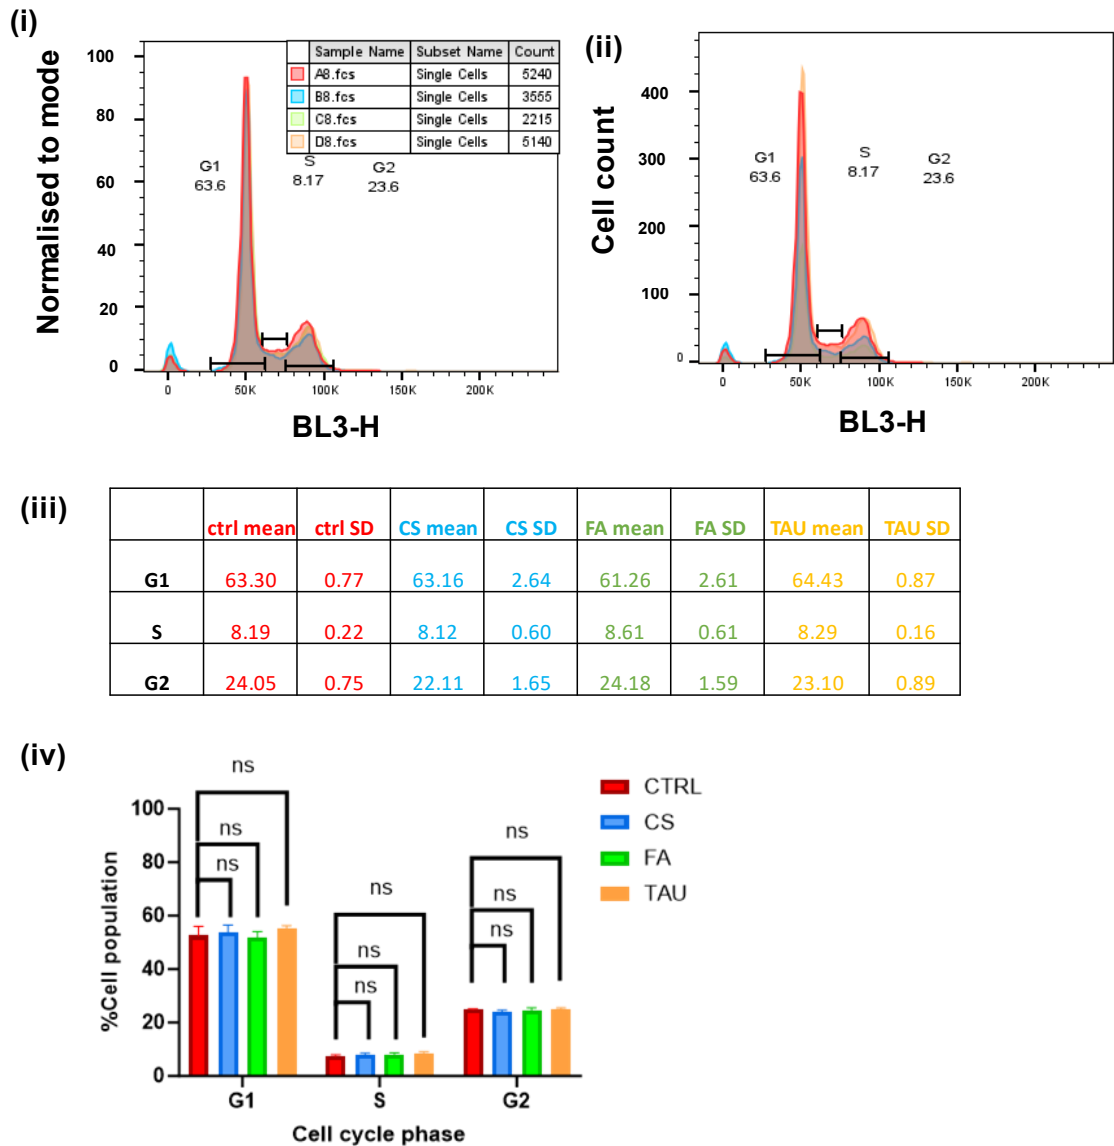 (i)
Normalised to mode
100
80
60
40
20
0
Sample Name Subset Name Count
A8.fcs Single Cells 5240
B8.fcs Single Cells 3555
C8.fcs Single Cells 2215
D8.fcs Single Cells 5140
G1
63.6
S
8.17
G2
23.6
0 50K 100K 150K 200K
BL3-H
(ii)
Cell count
400
300
200
100
0
G1
63.6
S
8.17
G2
23.6
0 50K 100K 150K 200K
BL3-H
(iii)
ctrl mean ctrl SD CS mean CS SD FA mean FA SD TAU mean TAU SD
G1 63.30 0.77 63.16 2.64 61.26 2.61 64.43 0.87
S 8.19 0.22 8.12 0.60 8.61 0.61 8.29 0.16
G2 24.05 0.75 22.11 1.65 24.18 1.59 23.10 0.89
(iv)
%Cell population
100
80
60
40
20
0
ns
ns
ns
ns
ns
ns
ns
ns
ns
G1 S G2
Cell cycle phase
CTRL
CS
FA
TAU